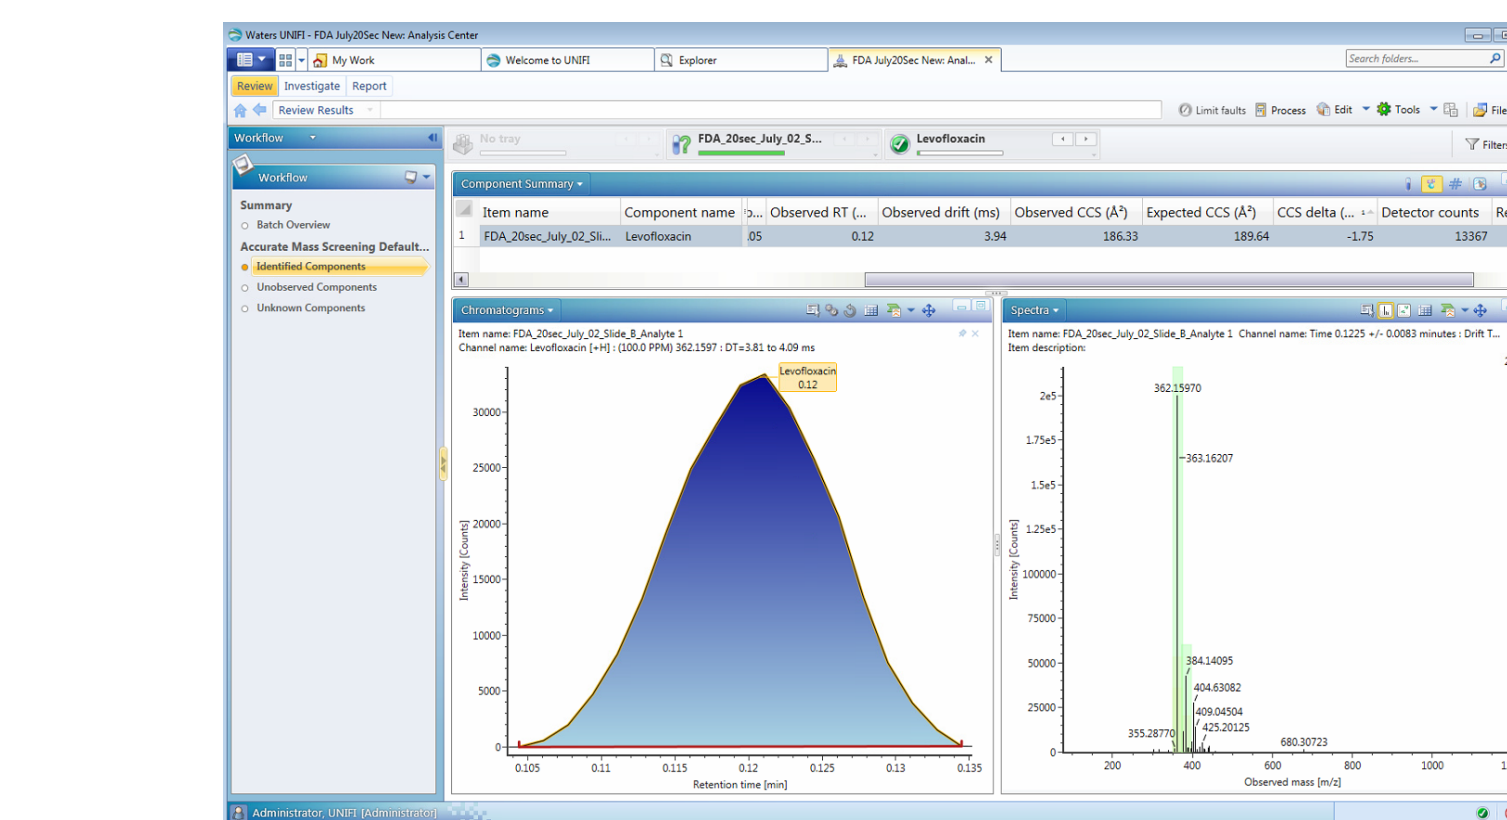 Waters UNIFI - FDA July20Sec New: Analysis Center
My Work
Welcome to UNIFI
Explorer
FDA July20Sec New: Anal...
Search folders...
Review Investigate Report
Review Results
Limit faults Process Edit Tools File
Workflow
No tray
FDA_20sec_July_02_S...
Levofloxacin
Filters
Workflow
Summary
Batch Overview
Accurate Mass Screening Default...
Identified Components
Unobserved Components
Unknown Components
Component Summary
Item name Component name Observed RT (... Observed drift (ms) Observed CCS (Å²) Expected CCS (Å²) CCS delta (... Detector counts
1 FDA_20sec_July_02_Sli... Levofloxacin .05 0.12 3.94 186.33 189.64 -1.75 13367
Chromatograms
Item name: FDA_20sec_July_02_Slide_B_Analyte 1
Channel name: Levofloxacin [+H] : (100.0 PPM) 362.1597 : DT=3.81 to 4.09 ms
Levofloxacin
0.12
30000
25000
20000
15000
10000
5000
0
Intensity [Counts]
0.105 0.11 0.115 0.12 0.125 0.13 0.135
Retention time [min]
Spectra
Item name: FDA_20sec_July_02_Slide_B_Analyte 1 Channel name: Time 0.1225 +/- 0.0083 minutes : Drift T...
Item description:
362.15970
2e5
1.75e5
363.16207
1.5e5
1.25e5
100000
75000
50000
25000
0
Intensity [Counts]
384.14095
404.63082
409.04504
425.20125
355.28770
680.30723
200 400 600 800 1000
Observed mass [m/z]
Administrator, UNIFI [Administrator]